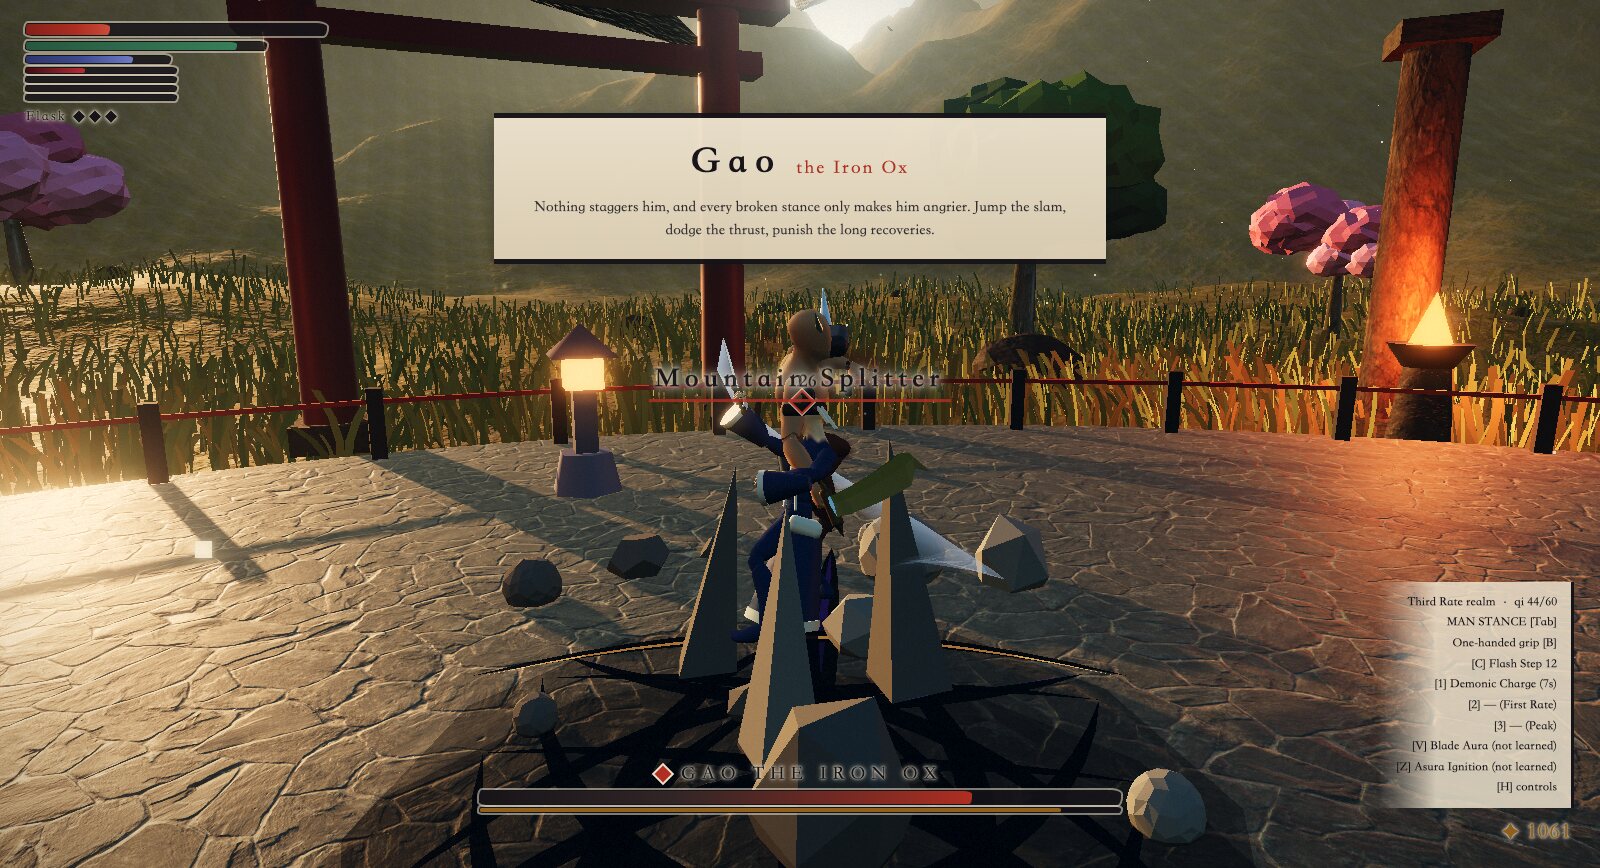 Flask
Gao the Iron Ox
Nothing staggers him, and every broken stance only makes him angrier. Jump the slam,
dodge the thrust, punish the long recoveries.
Mountain Splitter
26
GAO THE IRON OX
Third Rate realm · qi 44/60
MAN STANCE [Tab]
One-handed grip [B]
[C] Flash Step 12
[1] Demonic Charge (7s)
[2] — (First Rate)
[3] — (Peak)
[V] Blade Aura (not learned)
[Z] Asura Ignition (not learned)
[H] controls
1061